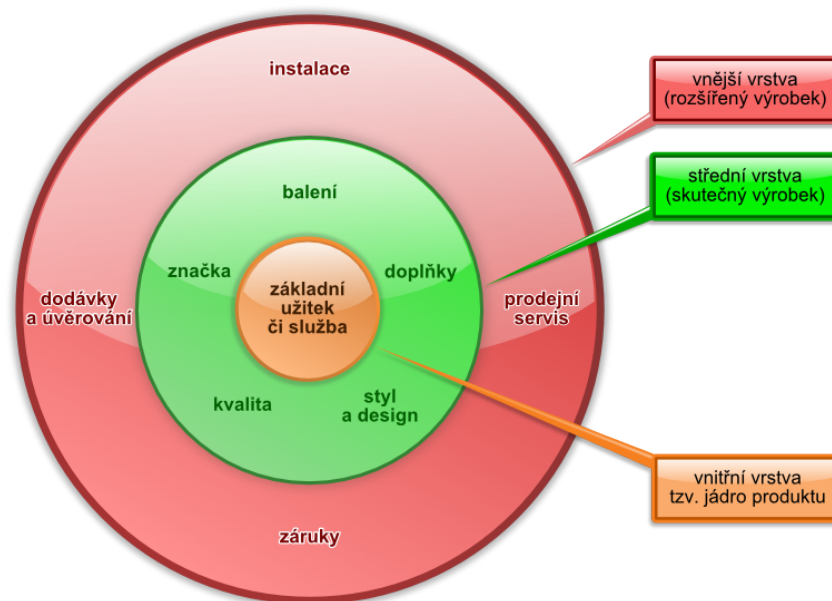 instalace
vnější vrstva
(rozšířený výrobek)
balení
střední vrstva
(skutečný výrobek)
značka
doplňky
základní
užitek
či služba
dodávky
a úvěrování
prodejní
servis
kvalita
styl
a design
vnitřní vrstva
tzv. jádro produktu
záruky